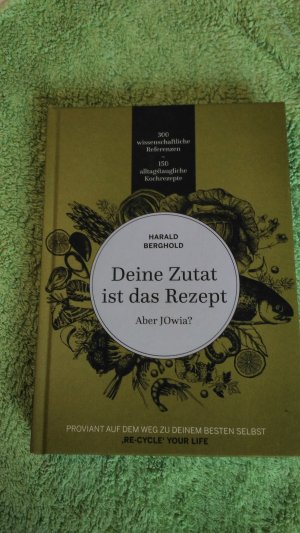 300
wissenschaftliche
Referenzen
–
150
alltagstaugliche
Kochrezepte
HARALD
BERGHOLD
Deine Zutat
ist das Rezept
Aber JOwia?
PROVIANT AUF DEM WEG ZU DEINEM BESTEN SELBST
‚RE-CYCLE‘ YOUR LIFE